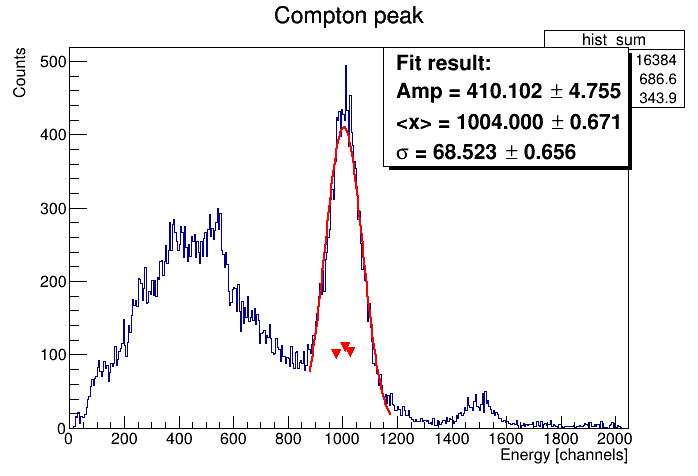 Compton peak
hist_sum
16384
686.6
343.9
Fit result:
Amp = 410.102 ± 4.755
<x> = 1004.000 ± 0.671
σ = 68.523 ± 0.656
Counts
500
400
300
200
100
0
0 200 400 600 800 1000 1200 1400 1600 1800 2000
Energy [channels]